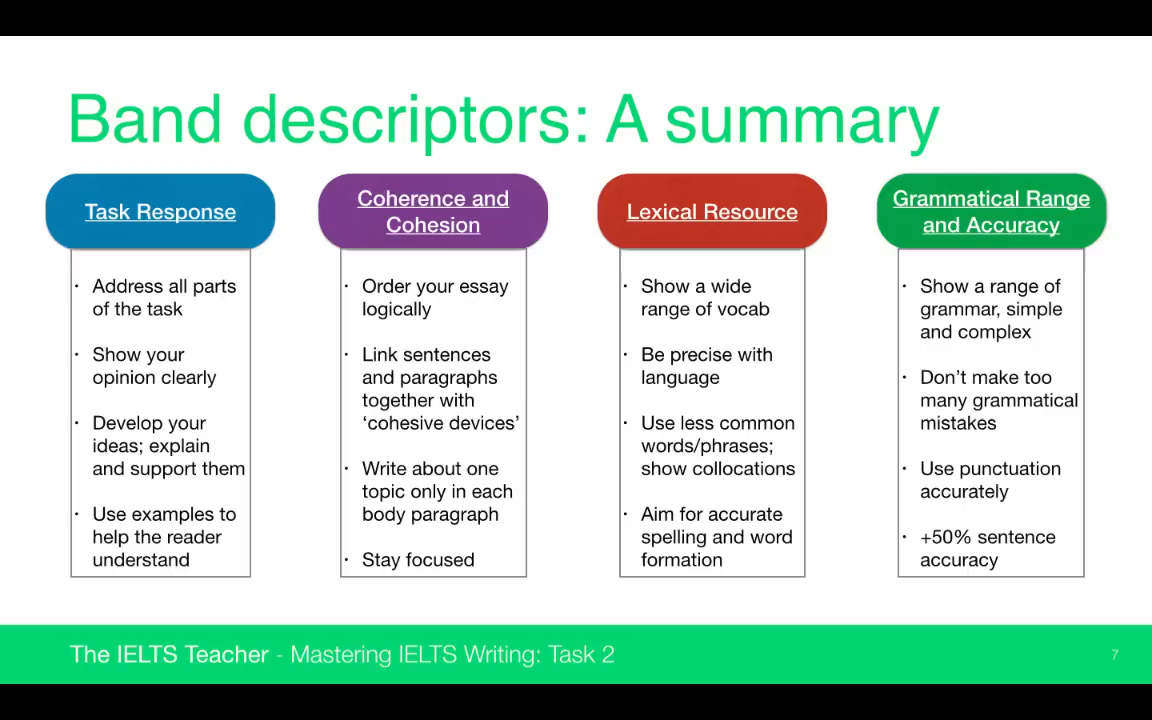 Band descriptors: A summary
Task Response
· Address all parts
of the task
· Show your
opinion clearly
· Develop your
ideas; explain
and support them
· Use examples to
help the reader
understand
Coherence and
Cohesion
· Order your essay
logically
· Link sentences
and paragraphs
together with
‘cohesive devices’
· Write about one
topic only in each
body paragraph
· Stay focused
Lexical Resource
· Show a wide
range of vocab
· Be precise with
language
· Use less common
words/phrases;
show collocations
· Aim for accurate
spelling and word
formation
Grammatical Range
and Accuracy
· Show a range of
grammar, simple
and complex
· Don’t make too
many grammatical
mistakes
· Use punctuation
accurately
· +50% sentence
accuracy
The IELTS Teacher - Mastering IELTS Writing: Task 2
7